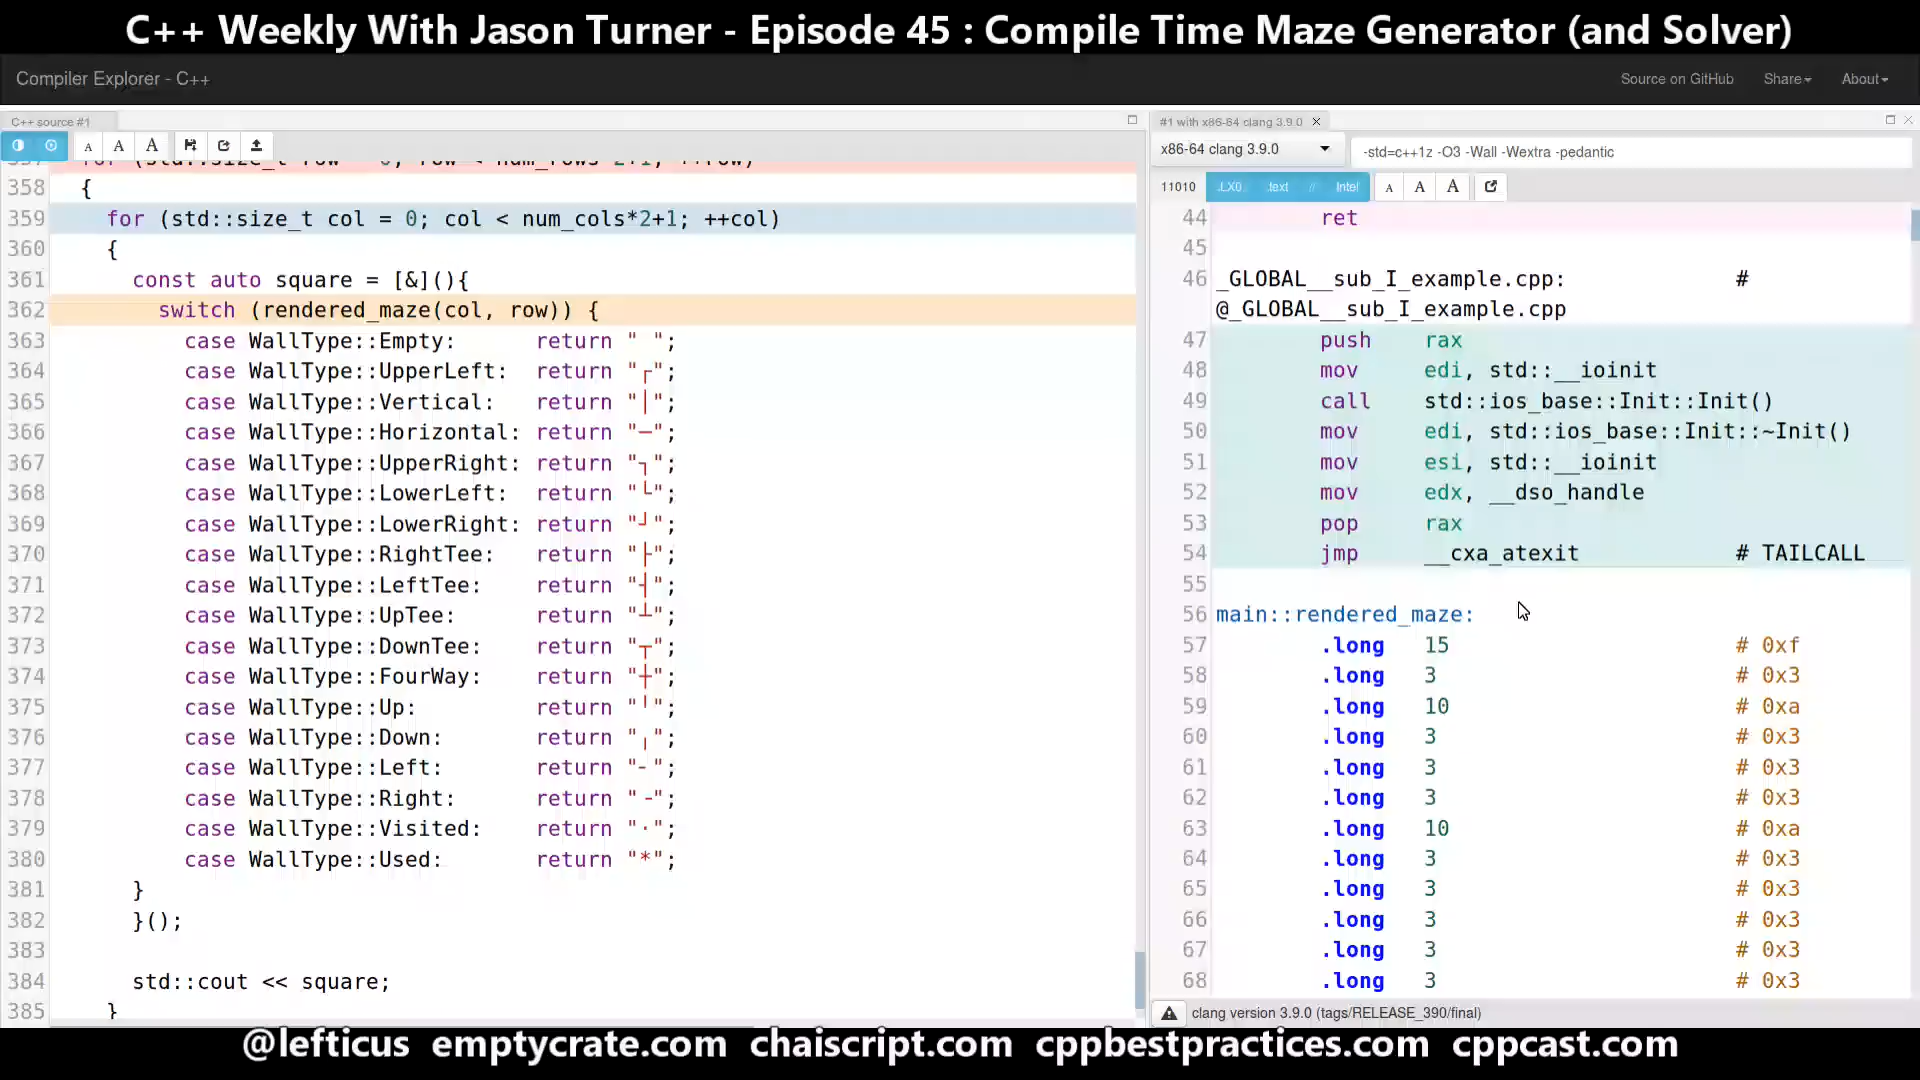 C++ Weekly With Jason Turner - Episode 45 : Compile Time Maze Generator (and Solver)
Compiler Explorer - C++
Source on GitHub Share About
C++ source #1
A A A
357 for (std::size_t row = 0; row < num_rows*2+1; ++row)
358 {
359 for (std::size_t col = 0; col < num_cols*2+1; ++col)
360 {
361 const auto square = [&](){
362 switch (rendered_maze(col, row)) {
363 case WallType::Empty: return " ";
364 case WallType::UpperLeft: return "┌";
365 case WallType::Vertical: return "│";
366 case WallType::Horizontal: return "─";
367 case WallType::UpperRight: return "┐";
368 case WallType::LowerLeft: return "└";
369 case WallType::LowerRight: return "┘";
370 case WallType::RightTee: return "├";
371 case WallType::LeftTee: return "┤";
372 case WallType::UpTee: return "┴";
373 case WallType::DownTee: return "┬";
374 case WallType::FourWay: return "┼";
375 case WallType::Up: return "╵";
376 case WallType::Down: return "╷";
377 case WallType::Left: return "╴";
378 case WallType::Right: return "╶";
379 case WallType::Visited: return "·";
380 case WallType::Used: return "*";
381 }
382 }();
383
384 std::cout << square;
385 }
#1 with x86-64 clang 3.9.0 ×
x86-64 clang 3.9.0 -std=c++1z -O3 -Wall -Wextra -pedantic
11010 .LX0: .text // Intel A A A
44 ret
45
46 _GLOBAL__sub_I_example.cpp: #
@_GLOBAL__sub_I_example.cpp
47 push rax
48 mov edi, std::__ioinit
49 call std::ios_base::Init::Init()
50 mov edi, std::ios_base::Init::~Init()
51 mov esi, std::__ioinit
52 mov edx, __dso_handle
53 pop rax
54 jmp __cxa_atexit # TAILCALL
55
56 main::rendered_maze:
57 .long 15 # 0xf
58 .long 3 # 0x3
59 .long 10 # 0xa
60 .long 3 # 0x3
61 .long 3 # 0x3
62 .long 3 # 0x3
63 .long 10 # 0xa
64 .long 3 # 0x3
65 .long 3 # 0x3
66 .long 3 # 0x3
67 .long 3 # 0x3
68 .long 3 # 0x3
clang version 3.9.0 (tags/RELEASE_390/final)
@lefticus emptycrate.com chaiscript.com cppbestpractices.com cppcast.com